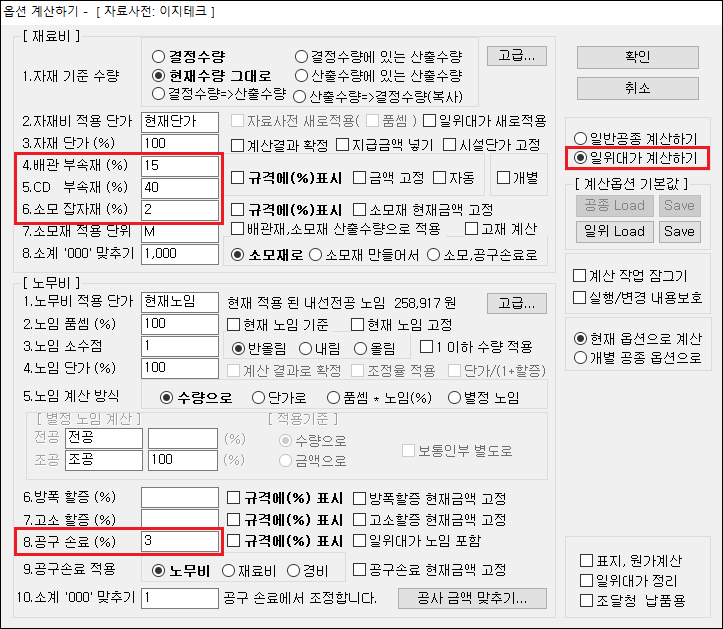 옵션 계산하기 -  [ 자료사전: 이지테크 ]
[ 재료비 ]
1.자재 기준 수량
결정수량
결정수량에 있는 산출수량
현재수량 그대로
산출수량에 있는 산출수량
결정수량=>산출수량
산출수량=>결정수량(복사)
고급...
2.자재비 적용 단가
현재단가
자료사전 새로적용( 품셈 )
일위대가 새로적용
3.자재 단가 (%)
100
계산결과 확정
지급금액 넣기
시설단가 고정
4.배관 부속재 (%)
15
5.CD 부속재 (%)
40
규격에(%)표시
금액 고정
자동
개별
6.소모 잡자재 (%)
2
규격에(%)표시
소모재 현재금액 고정
7.소모재 적용 단위
M
배관재,소모재 산출수량으로 적용
고재 계산
8.소계 '000' 맞추기
1,000
소모재로
소모재 만들어서
소모,공구손료로
[ 노무비 ]
1.노무비 적용 단가
현재노임
현재 적용 된 내선전공 노임 258,917 원
고급...
2.노임 품셈 (%)
100
현재 노임 기준
현재 노임 고정
3.노임 소수점
1
반올림
내림
올림
1 이하 수량 적용
4.노임 단가 (%)
100
계산 결과로 확정
조정율 적용
단가/(1+할증)
5.노임 계산 방식
수량으로
단가로
품셈 * 노임(%)
별정 노임
[ 별정 노임 계산 ]
[ 적용기준 ]
전공
전공
(%)
수량으로
조공
조공
100
(%)
금액으로
보통인부 별도로
6.방폭 할증 (%)
규격에(%) 표시
방폭할증 현재금액 고정
7.고소 할증 (%)
규격에(%) 표시
고소할증 현재금액 고정
8.공구 손료 (%)
3
규격에(%) 표시
일위대가 노임 포함
9.공구손료 적용
노무비
재료비
경비
공구손료 현재금액 고정
10.소계 '000' 맞추기
1
공구 손료에서 조정합니다.
공사 금액 맞추기...
확인
취소
일반공종 계산하기
일위대가 계산하기
[ 계산옵션 기본값 ]
공종 Load
Save
일위 Load
Save
계산 작업 잠그기
실행/변경 내용보호
현재 옵션으로 계산
개별 공종 옵션으로
표지, 원가계산
일위대가 정리
조달청 납품용